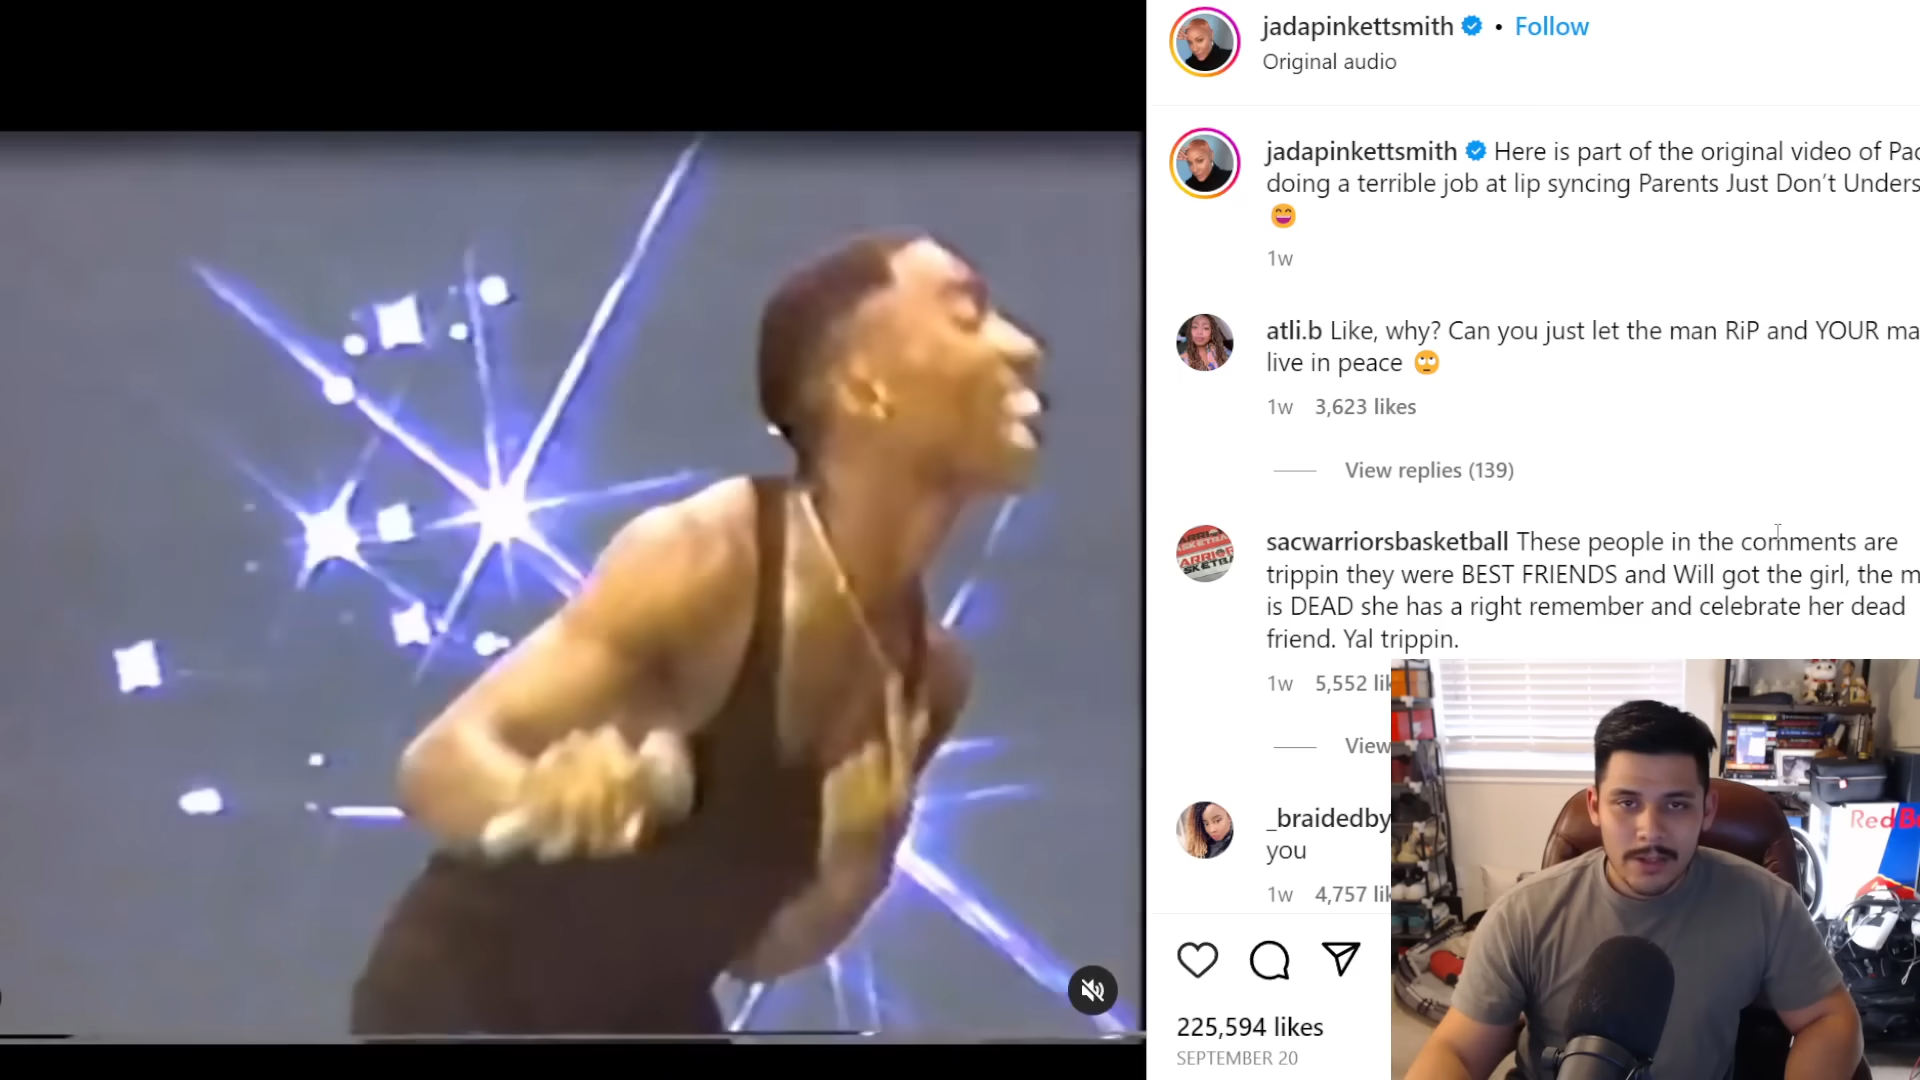 jadapinkettsmith • Follow
Original audio
jadapinkettsmith Here is part of the original video of Pac
doing a terrible job at lip syncing Parents Just Don't Unders
1w
atli.b Like, why? Can you just let the man RiP and YOUR ma
live in peace
1w 3,623 likes
View replies (139)
sacwarriorsbasketball These people in the comments are
trippin they were BEST FRIENDS and Will got the girl, the m
is DEAD she has a right remember and celebrate her dead
friend. Yal trippin.
1w 5,552 lik
View
_braidedby
you
1w 4,757 lik
Red B
225,594 likes
SEPTEMBER 20